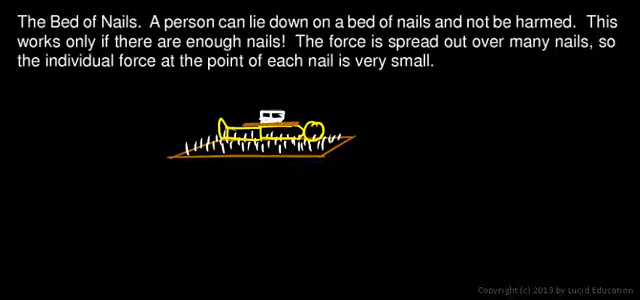 The Bed of Nails.  A person can lie down on a bed of nails and not be harmed.  This
works only if there are enough nails!  The force is spread out over many nails, so
the individual force at the point of each nail is very small.
Copyright (c) 2013 by Lucid Education